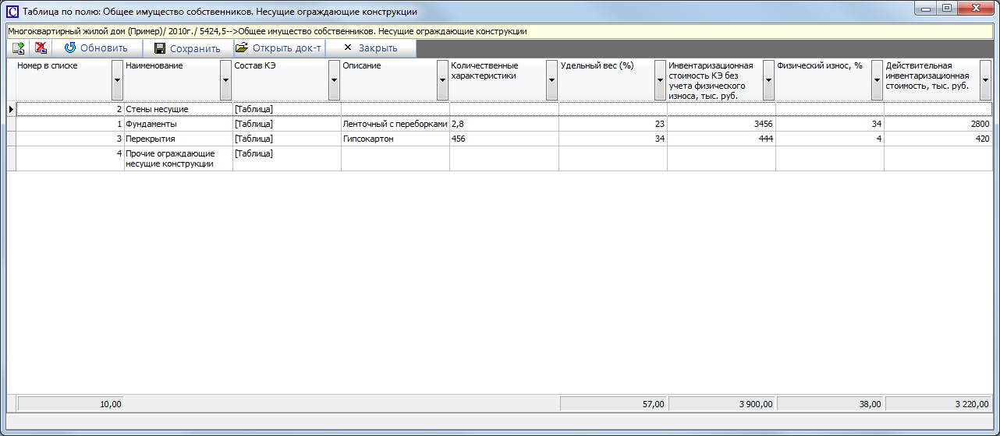 Таблица по полю: Общее имущество собственников. Несущие ограждающие конструкции
Многоквартирный жилой дом (Пример)/ 2010г./ 5424,5-->Общее имущество собственников. Несущие ограждающие конструкции
Обновить Сохранить Открыть док-т Закрыть
Номер в списке
Наименование
Состав КЭ
Описание
Количественные
характеристики
Удельный вес (%)
Инвентаризационная
стоимость КЭ без
учета физического
износа, тыс. руб.
Физический износ, %
Действительная
инвентаризационная
стоимость, тыс. руб.
2 Стены несущие [Таблица]
1 Фундаменты [Таблица] Ленточный с переборками 2,8 23 3456 34 2800
3 Перекрытия [Таблица] Гипсокартон 456 34 444 4 420
4 Прочие ограждающие [Таблица]
несущие конструкции
10,00 57,00 3 900,00 38,00 3 220,00